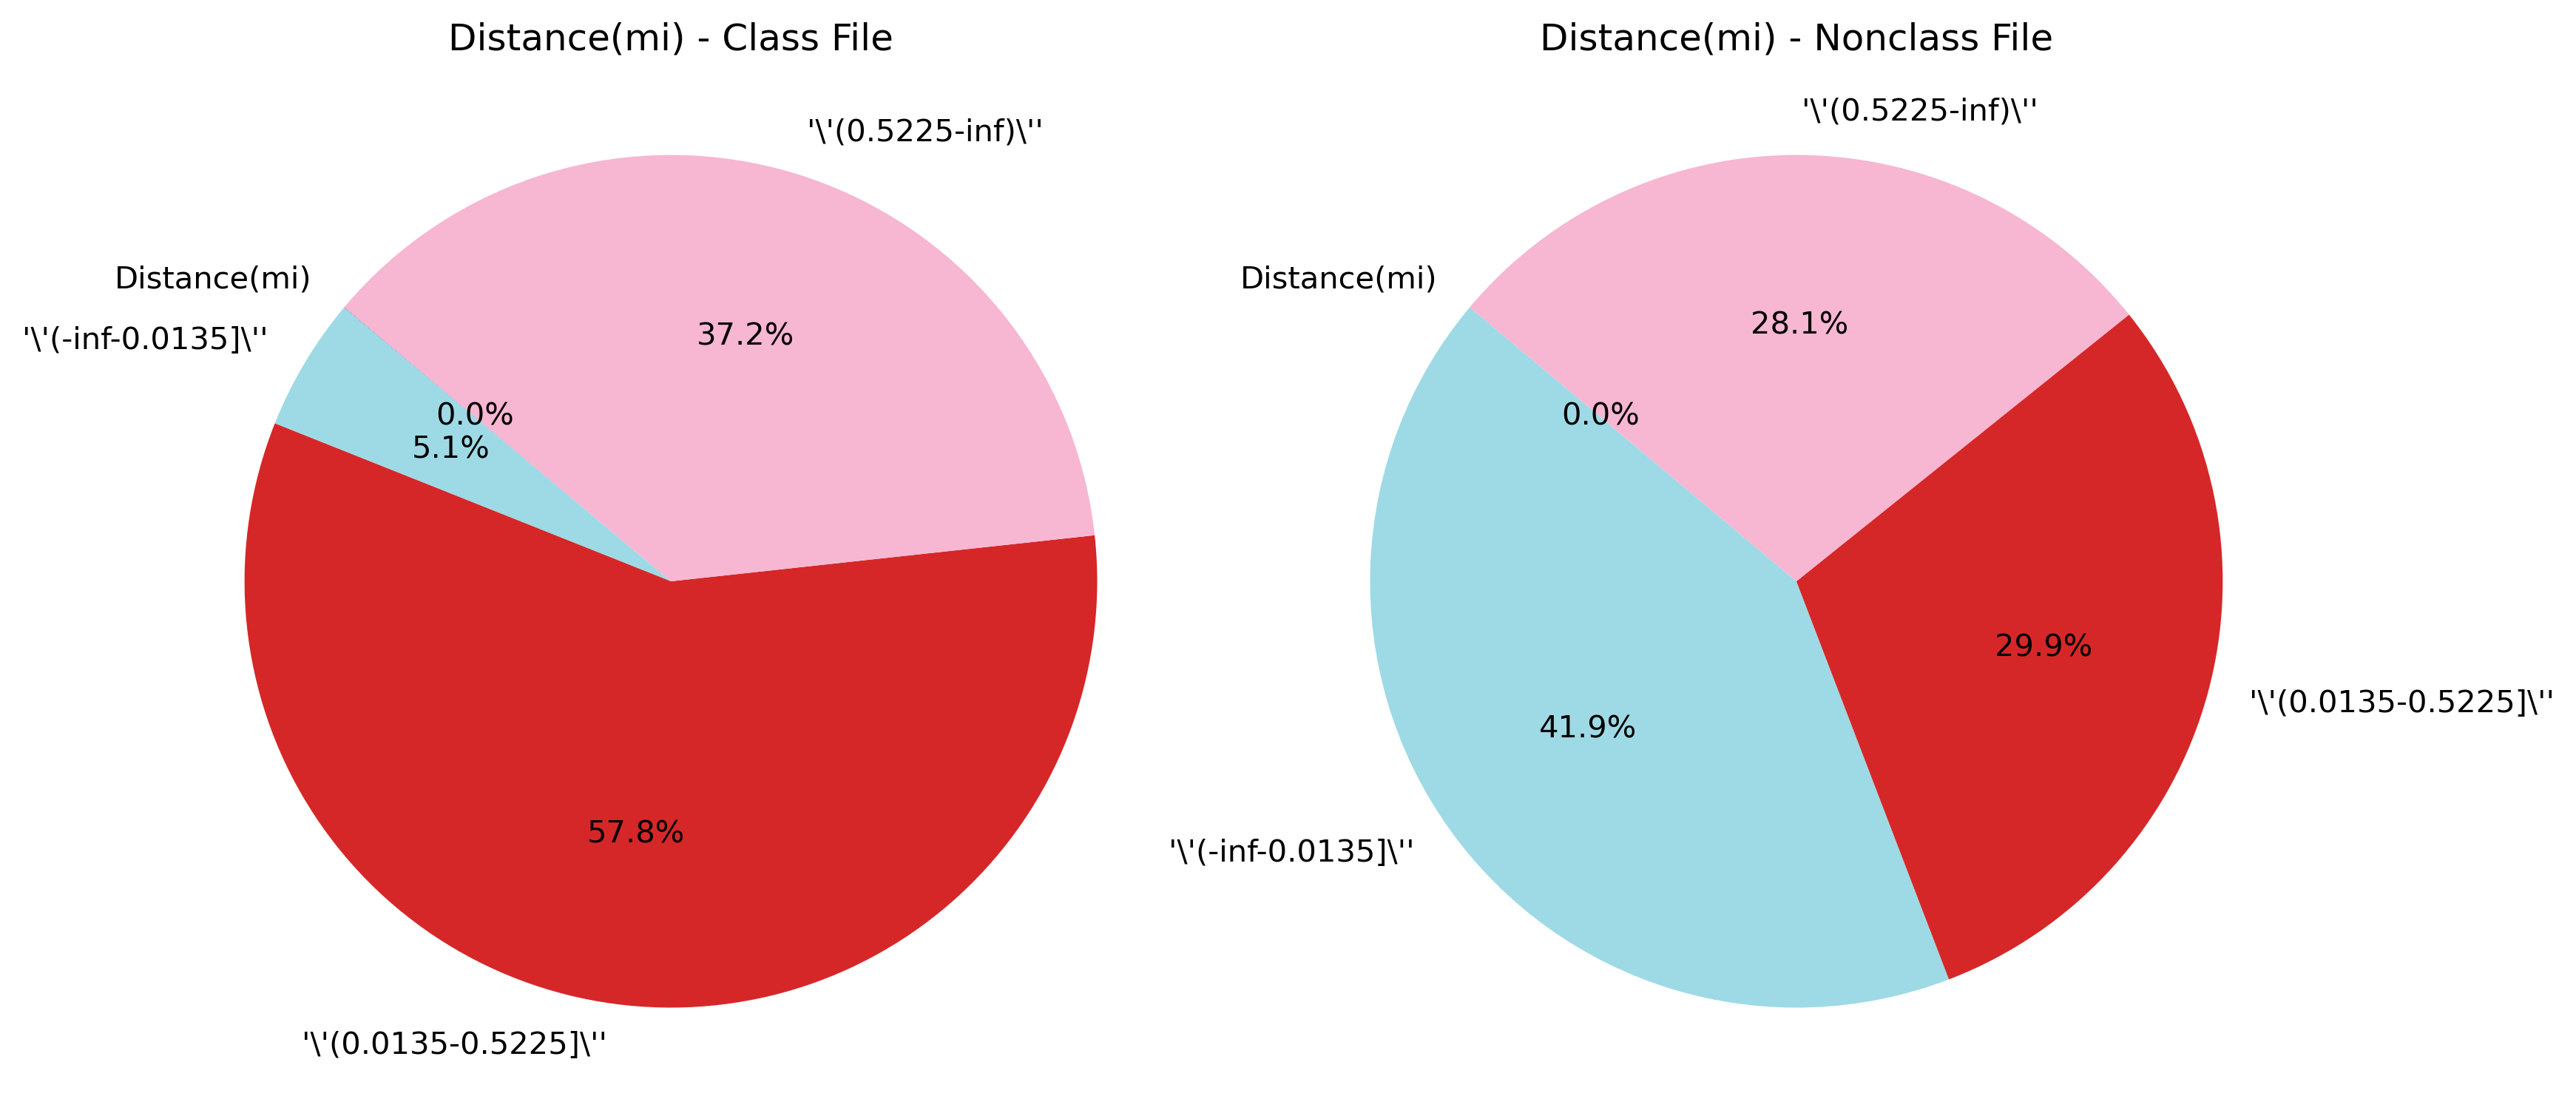 Distance(mi) - Class File
'\'(0.5225-inf)\''
Distance(mi)
'\'(-inf-0.0135]\''
37.2%
0.0%
5.1%
57.8%
'\'(0.0135-0.5225]\''
Distance(mi) - Nonclass File
'\'(0.5225-inf)\''
Distance(mi)
28.1%
0.0%
29.9%
'\'(0.0135-0.5225]\''
41.9%
'\'(-inf-0.0135]\''